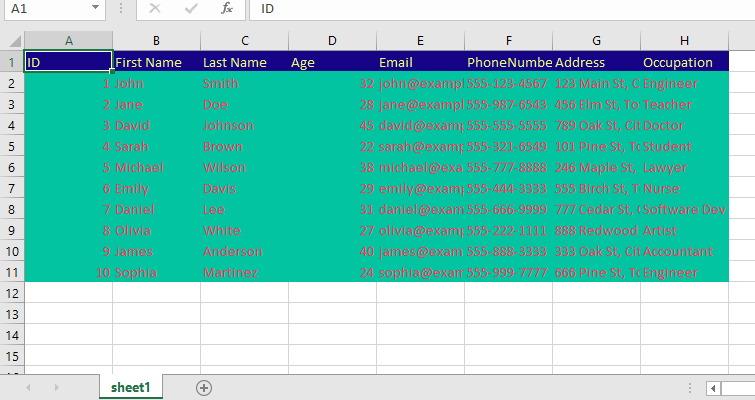 A1 fx ID
A B C D E F G H
1 ID First Name Last Name Age Email PhoneNumbe Address Occupation
2 1 John Smith 32 john@exampl 555-123-4567 123 Main St, C Engineer
3 2 Jane Doe 28 jane@exampl 555-987-6543 456 Elm St, To Teacher
4 3 David Johnson 45 david@exam 555-555-5555 789 Oak St, Cit Doctor
5 4 Sarah Brown 22 sarah@exam 555-321-6549 101 Pine St, To Student
6 5 Michael Wilson 38 michael@exa 555-777-8888 246 Maple St, Lawyer
7 6 Emily Davis 29 emily@exam 555-444-3333 555 Birch St, T Nurse
8 7 Daniel Lee 31 daniel@exam 555-666-9999 777 Cedar St, Software Dev
9 8 Olivia White 27 olivia@exam 555-222-1111 888 Redwood Artist
10 9 James Anderson 40 james@exam 555-888-3333 333 Oak St, Cit Accountant
11 10 Sophia Martinez 24 sophia@exam 555-999-7777 666 Pine St, To Engineer
12
13
14
15
sheet1